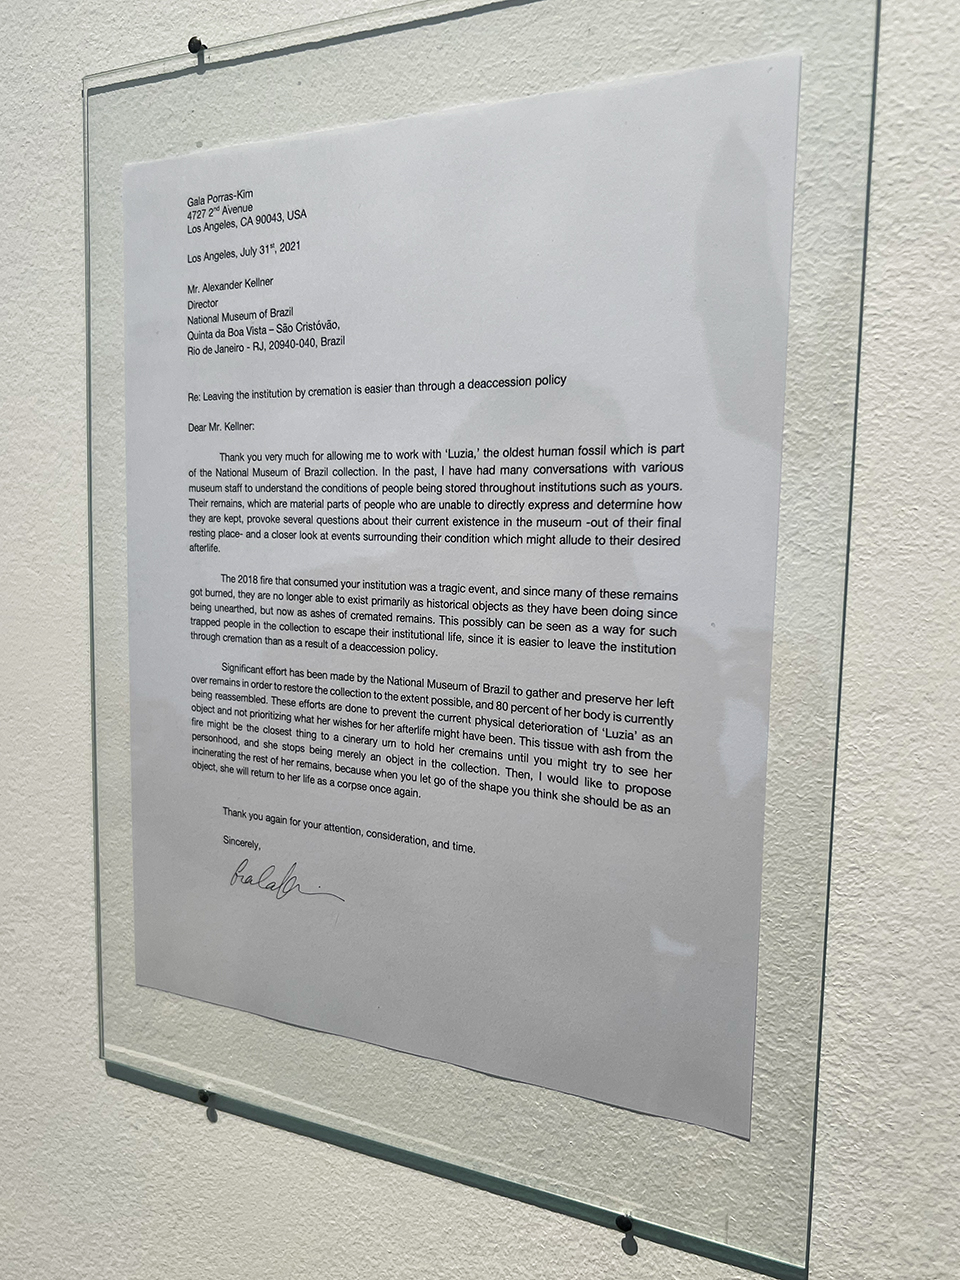 Gala Porras-Kim
4727 2nd Avenue
Los Angeles, CA 90043, USA
Los Angeles, July 31st, 2021
Mr. Alexander Kellner
Director
National Museum of Brazil
Quinta da Boa Vista – São Cristóvão,
Rio de Janeiro - RJ, 20940-040, Brazil
Re: Leaving the institution by cremation is easier than through a deaccession policy
Dear Mr. Kellner:
Thank you very much for allowing me to work with ‘Luzia,’ the oldest human fossil which is part
of the National Museum of Brazil collection. In the past, I have had many conversations with various
museum staff to understand the conditions of people being stored throughout institutions such as yours.
Their remains, which are material parts of people who are unable to directly express and determine how
they are kept, provoke several questions about their current existence in the museum -out of their final
resting place- and a closer look at events surrounding their condition which might allude to their desired
afterlife.
The 2018 fire that consumed your institution was a tragic event, and since many of these remains
got burned, they are no longer able to exist primarily as historical objects as they have been doing since
being unearthed, but now as ashes of cremated remains. This possibly can be seen as a way for such
trapped people in the collection to escape their institutional life, since it is easier to leave the institution
through cremation than as a result of a deaccession policy.
Significant effort has been made by the National Museum of Brazil to gather and preserve her left
over remains in order to restore the collection to the extent possible, and 80 percent of her body is currently
being reassembled. These efforts are done to prevent the current physical deterioration of ‘Luzia’ as an
object and not prioritizing what her wishes for her afterlife might have been. This tissue with ash from the
fire might be the closest thing to a cinerary urn to hold her cremains until you might try to see her
personhood, and she stops being merely an object in the collection. Then, I would like to propose
incinerating the rest of her remains, because when you let go of the shape you think she should be as an
object, she will return to her life as a corpse once again.
Thank you again for your attention, consideration, and time.
Sincerely,